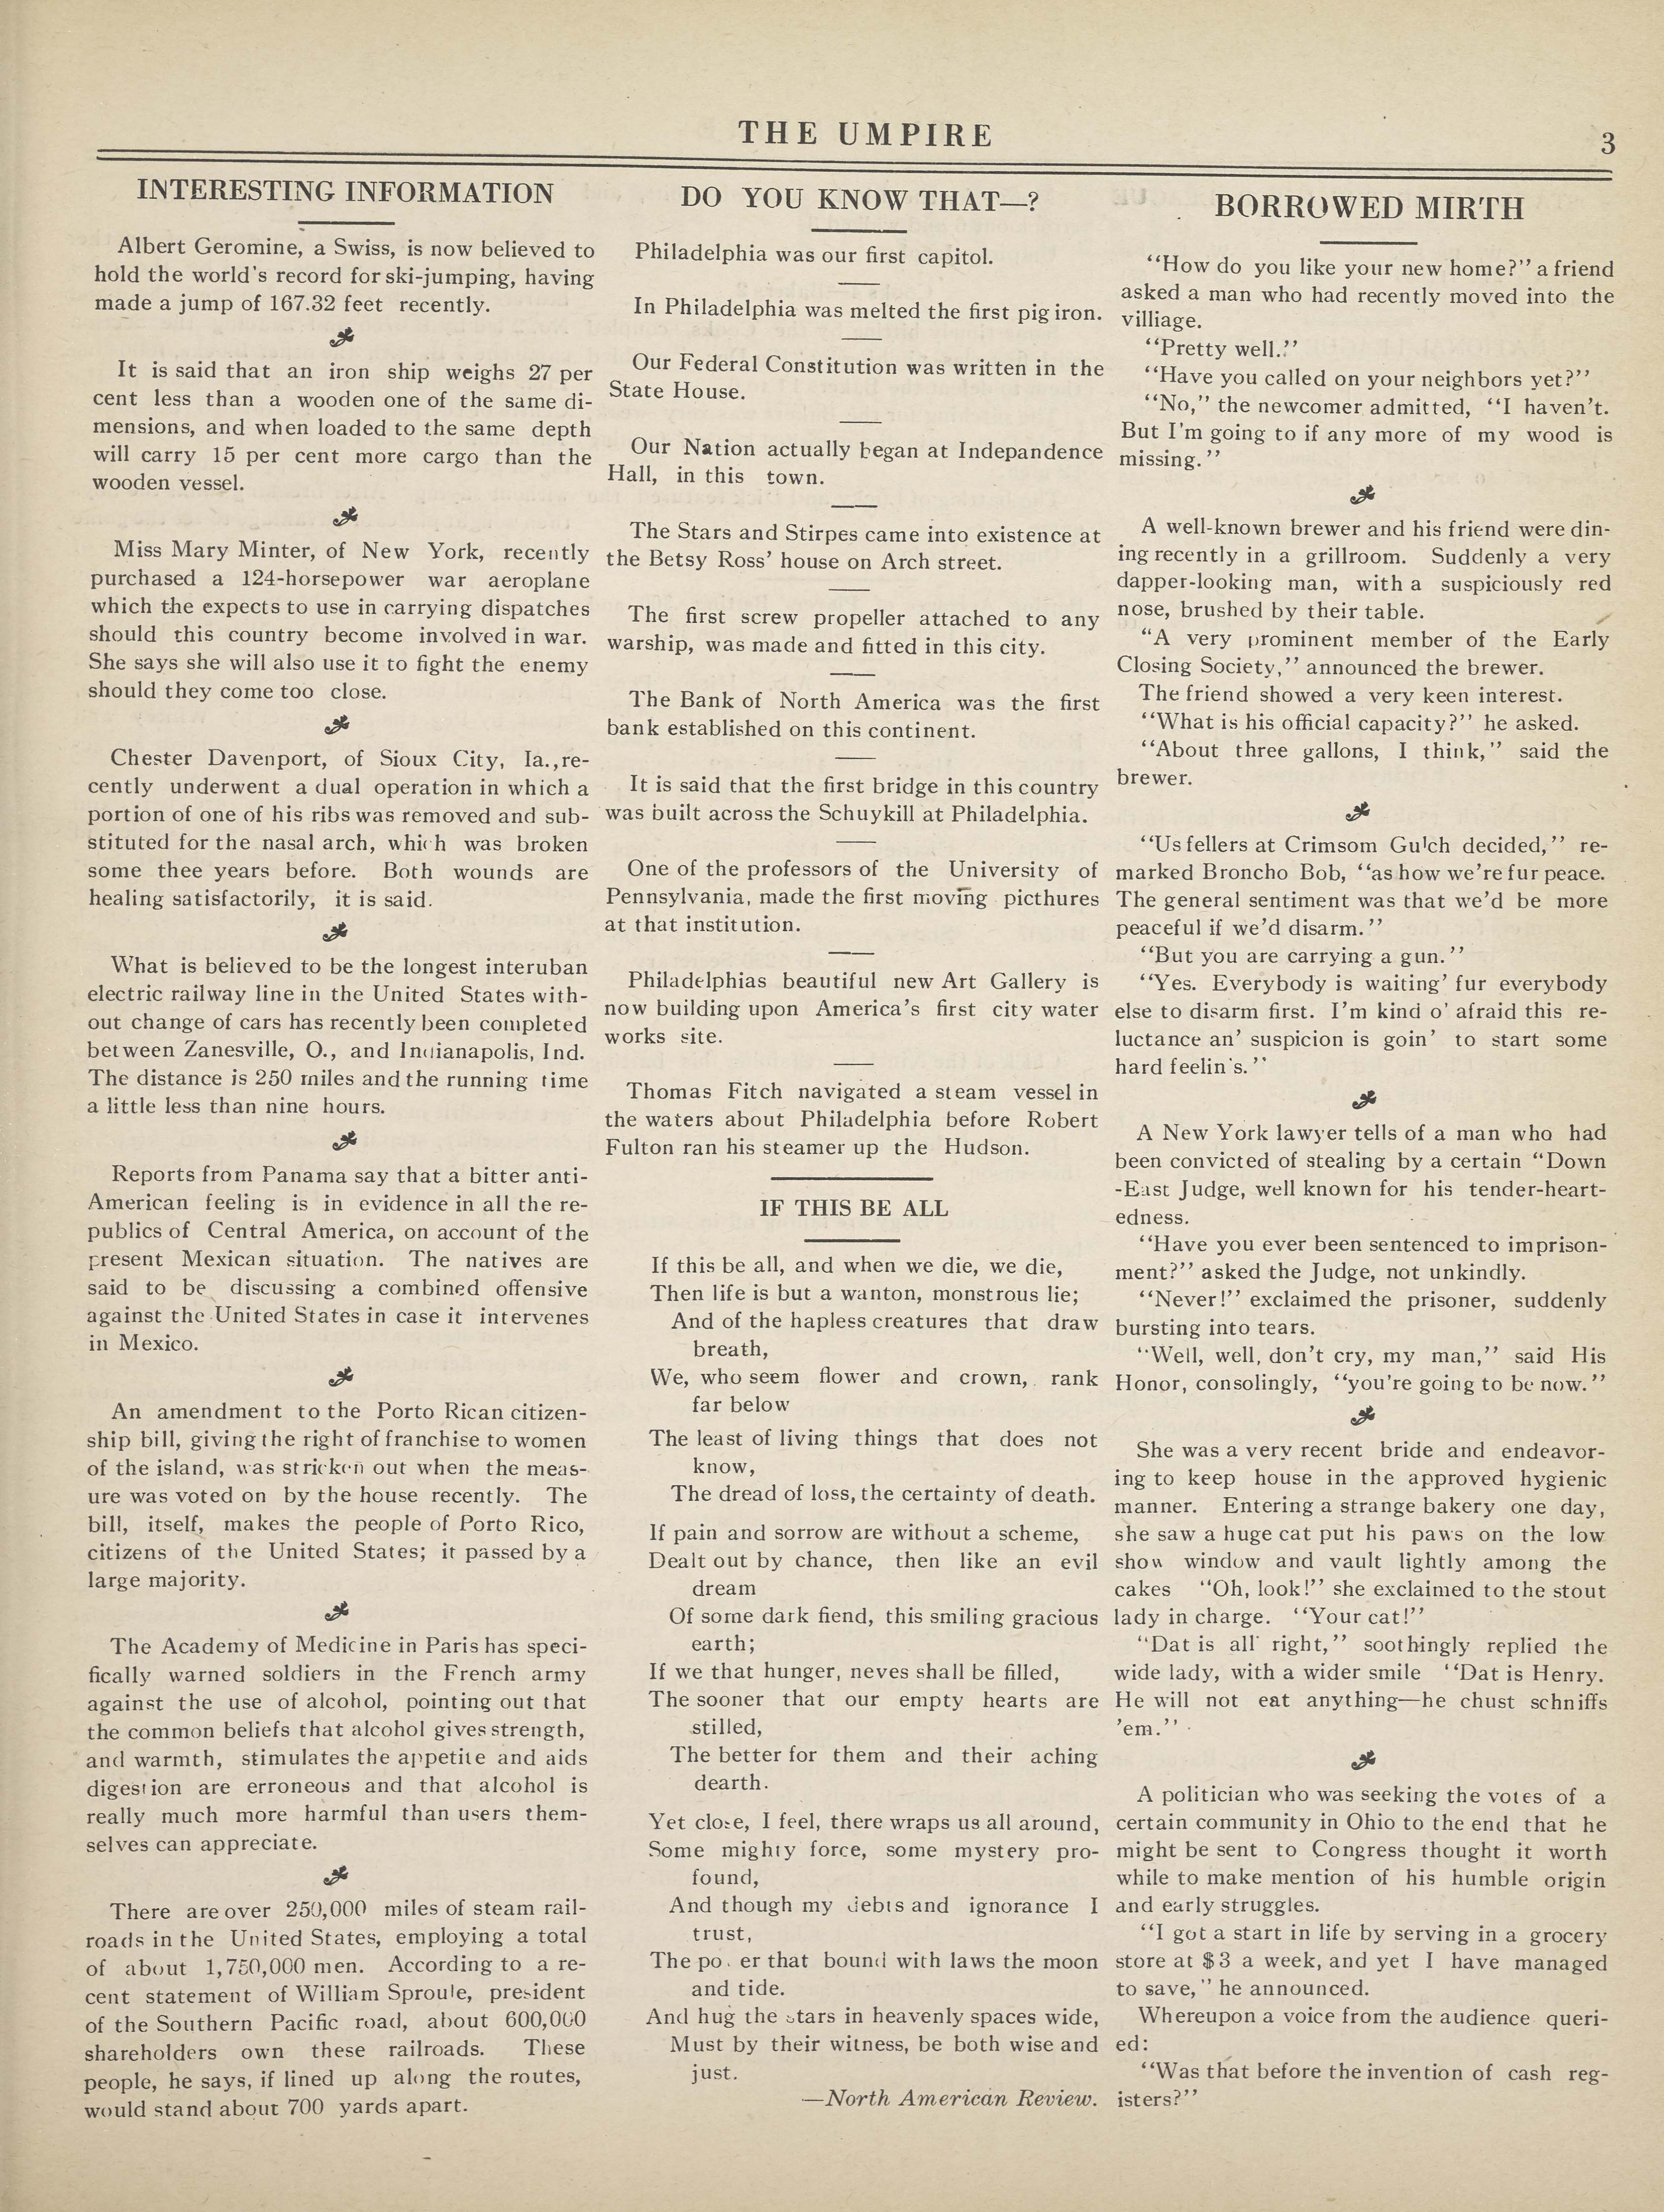 THE UMPIRE
3
INTERESTING INFORMATION
Albert Geromine, a Swiss, is now believed to
hold the world's record for ski-jumping, having
made a jump of 167.32 feet recently.
It is said that an iron ship weighs 27 per
cent less than a wooden one of the same di-
mensions, and when loaded to the same depth
will carry 15 per cent more cargo than the
wooden vessel.
Miss Mary Minter, of New York, recently
purchased a 124-horsepower war aeroplane
which the expects to use in carrying dispatches
should this country become involved in war.
She says she will also use it to fight the enemy
should they come too close.
Chester Davenport, of Sioux City, Ia., re-
cently underwent a dual operation in which a
portion of one of his ribs was removed and sub-
stituted for the nasal arch, which was broken
some thee years before. Both wounds are
healing satisfactorily, it is said.
What is believed to be the longest interuban
electric railway line in the United States with-
out change of cars has recently been completed
between Zanesville, O., and Indianapolis, Ind.
The distance is 250 miles and the running time
a little less than nine hours.
Reports from Panama say that a bitter anti-
American feeling is in evidence in all the re-
publics of Central America, on account of the
present Mexican situation. The natives are
said to be discussing a combined offensive
against the United States in case it intervenes
in Mexico.
An amendment to the Porto Rican citizen-
ship bill, giving the right of franchise to women
of the island, was stricken out when the meas-
ure was voted on by the house recently. The
bill, itself, makes the people of Porto Rico,
citizens of the United States; it passed by a
large majority.
The Academy of Medicine in Paris has speci-
fically warned soldiers in the French army
against the use of alcohol, pointing out that
the common beliefs that alcohol gives strength,
and warmth, stimulates the appetite and aids
digestion are erroneous and that alcohol is
really much more harmful than users them-
selves can appreciate.
There are over 250,000 miles of steam rail-
roads in the United States, employing a total
of about 1,750,000 men. According to a re-
cent statement of William Sproule, president
of the Southern Pacific road, about 600,000
shareholders own these railroads. These
people, he says, if lined up along the routes,
would stand about 700 yards apart.
DO YOU KNOW THAT—?
Philadelphia was our first capitol.
In Philadelphia was melted the first pig iron.
Our Federal Constitution was written in the
State House.
Our Nation actually began at Indepandence
Hall, in this town.
The Stars and Stirpes came into existence at
the Betsy Ross' house on Arch street.
The first screw propeller attached to any
warship, was made and fitted in this city.
The Bank of North America was the first
bank established on this continent.
It is said that the first bridge in this country
was built across the Schuykill at Philadelphia.
One of the professors of the University of
Pennsylvania, made the first moving picthures
at that institution.
Philadelphias beautiful new Art Gallery is
now building upon America's first city water
works site.
Thomas Fitch navigated a steam vessel in
the waters about Philadelphia before Robert
Fulton ran his steamer up the Hudson.
IF THIS BE ALL
If this be all, and when we die, we die,
Then life is but a wanton, monstrous lie;
And of the hapless creatures that draw
breath,
We, who seem flower and crown, rank
far below
The least of living things that does not
know,
The dread of loss, the certainty of death.
If pain and sorrow are without a scheme,
Dealt out by chance, then like an evil
dream
Of some dark fiend, this smiling gracious
earth;
If we that hunger, neves shall be filled,
The sooner that our empty hearts are
stilled,
The better for them and their aching
dearth.
Yet close, I feel, there wraps us all around,
Some mighty force, some mystery pro-
found,
And though my debts and ignorance I
trust,
The po er that bound with laws the moon
and tide.
And hug the stars in heavenly spaces wide,
Must by their witness, be both wise and
just.
—North American Review.
BORROWED MIRTH
"How do you like your new home?" a friend
asked a man who had recently moved into the
villiage.
"Pretty well."
"Have you called on your neighbors yet?"
"No," the newcomer admitted, "I haven't.
But I'm going to if any more of my wood is
missing."
A well-known brewer and his friend were din-
ing recently in a grillroom. Suddenly a very
dapper-looking man, with a suspiciously red
nose, brushed by their table.
"A very prominent member of the Early
Closing Society," announced the brewer.
The friend showed a very keen interest.
"What is his official capacity?" he asked.
"About three gallons, I think," said the
brewer.
"Us fellers at Crimsom Gulch decided," re-
marked Broncho Bob, "as how we're fur peace.
The general sentiment was that we'd be more
peaceful if we'd disarm."
"But you are carrying a gun."
"Yes. Everybody is waiting' fur everybody
else to disarm first. I'm kind o' afraid this re-
luctance an' suspicion is goin' to start some
hard feelin's."
A New York lawyer tells of a man who had
been convicted of stealing by a certain "Down
-East Judge, well known for his tender-heart-
edness.
"Have you ever been sentenced to imprison-
ment?" asked the Judge, not unkindly.
"Never!" exclaimed the prisoner, suddenly
bursting into tears.
"Well, well, don't cry, my man," said His
Honor, consolingly, "you're going to be now."
She was a very recent bride and endeavor-
ing to keep house in the approved hygienic
manner. Entering a strange bakery one day,
she saw a huge cat put his paws on the low
show window and vault lightly among the
cakes "Oh, look!" she exclaimed to the stout
lady in charge. "Your cat!"
"Dat is all right," soothingly replied the
wide lady, with a wider smile "Dat is Henry.
He will not eat anything—he chust schniffs
'em."
A politician who was seeking the votes of a
certain community in Ohio to the end that he
might be sent to Congress thought it worth
while to make mention of his humble origin
and early struggles.
"I got a start in life by serving in a grocery
store at $3 a week, and yet I have managed
to save," he announced.
Whereupon a voice from the audience queri-
ed:
"Was that before the invention of cash reg-
isters?"